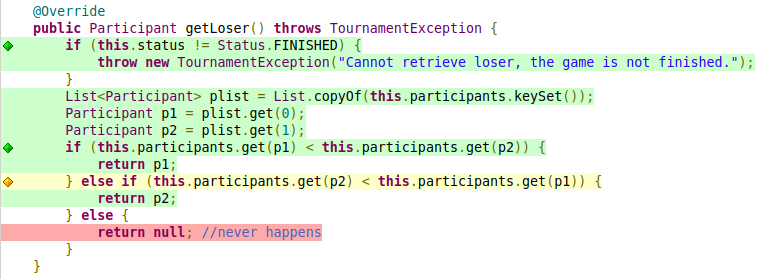 @Override
public Participant getLoser() throws TournamentException {
    if (this.status != Status.FINISHED) {
        throw new TournamentException("Cannot retrieve loser, the game is not finished.");
    }
    List<Participant> plist = List.copyOf(this.participants.keySet());
    Participant p1 = plist.get(0);
    Participant p2 = plist.get(1);
    if (this.participants.get(p1) < this.participants.get(p2)) {
        return p1;
    } else if (this.participants.get(p2) < this.participants.get(p1)) {
        return p2;
    } else {
        return null; //never happens
    }
}